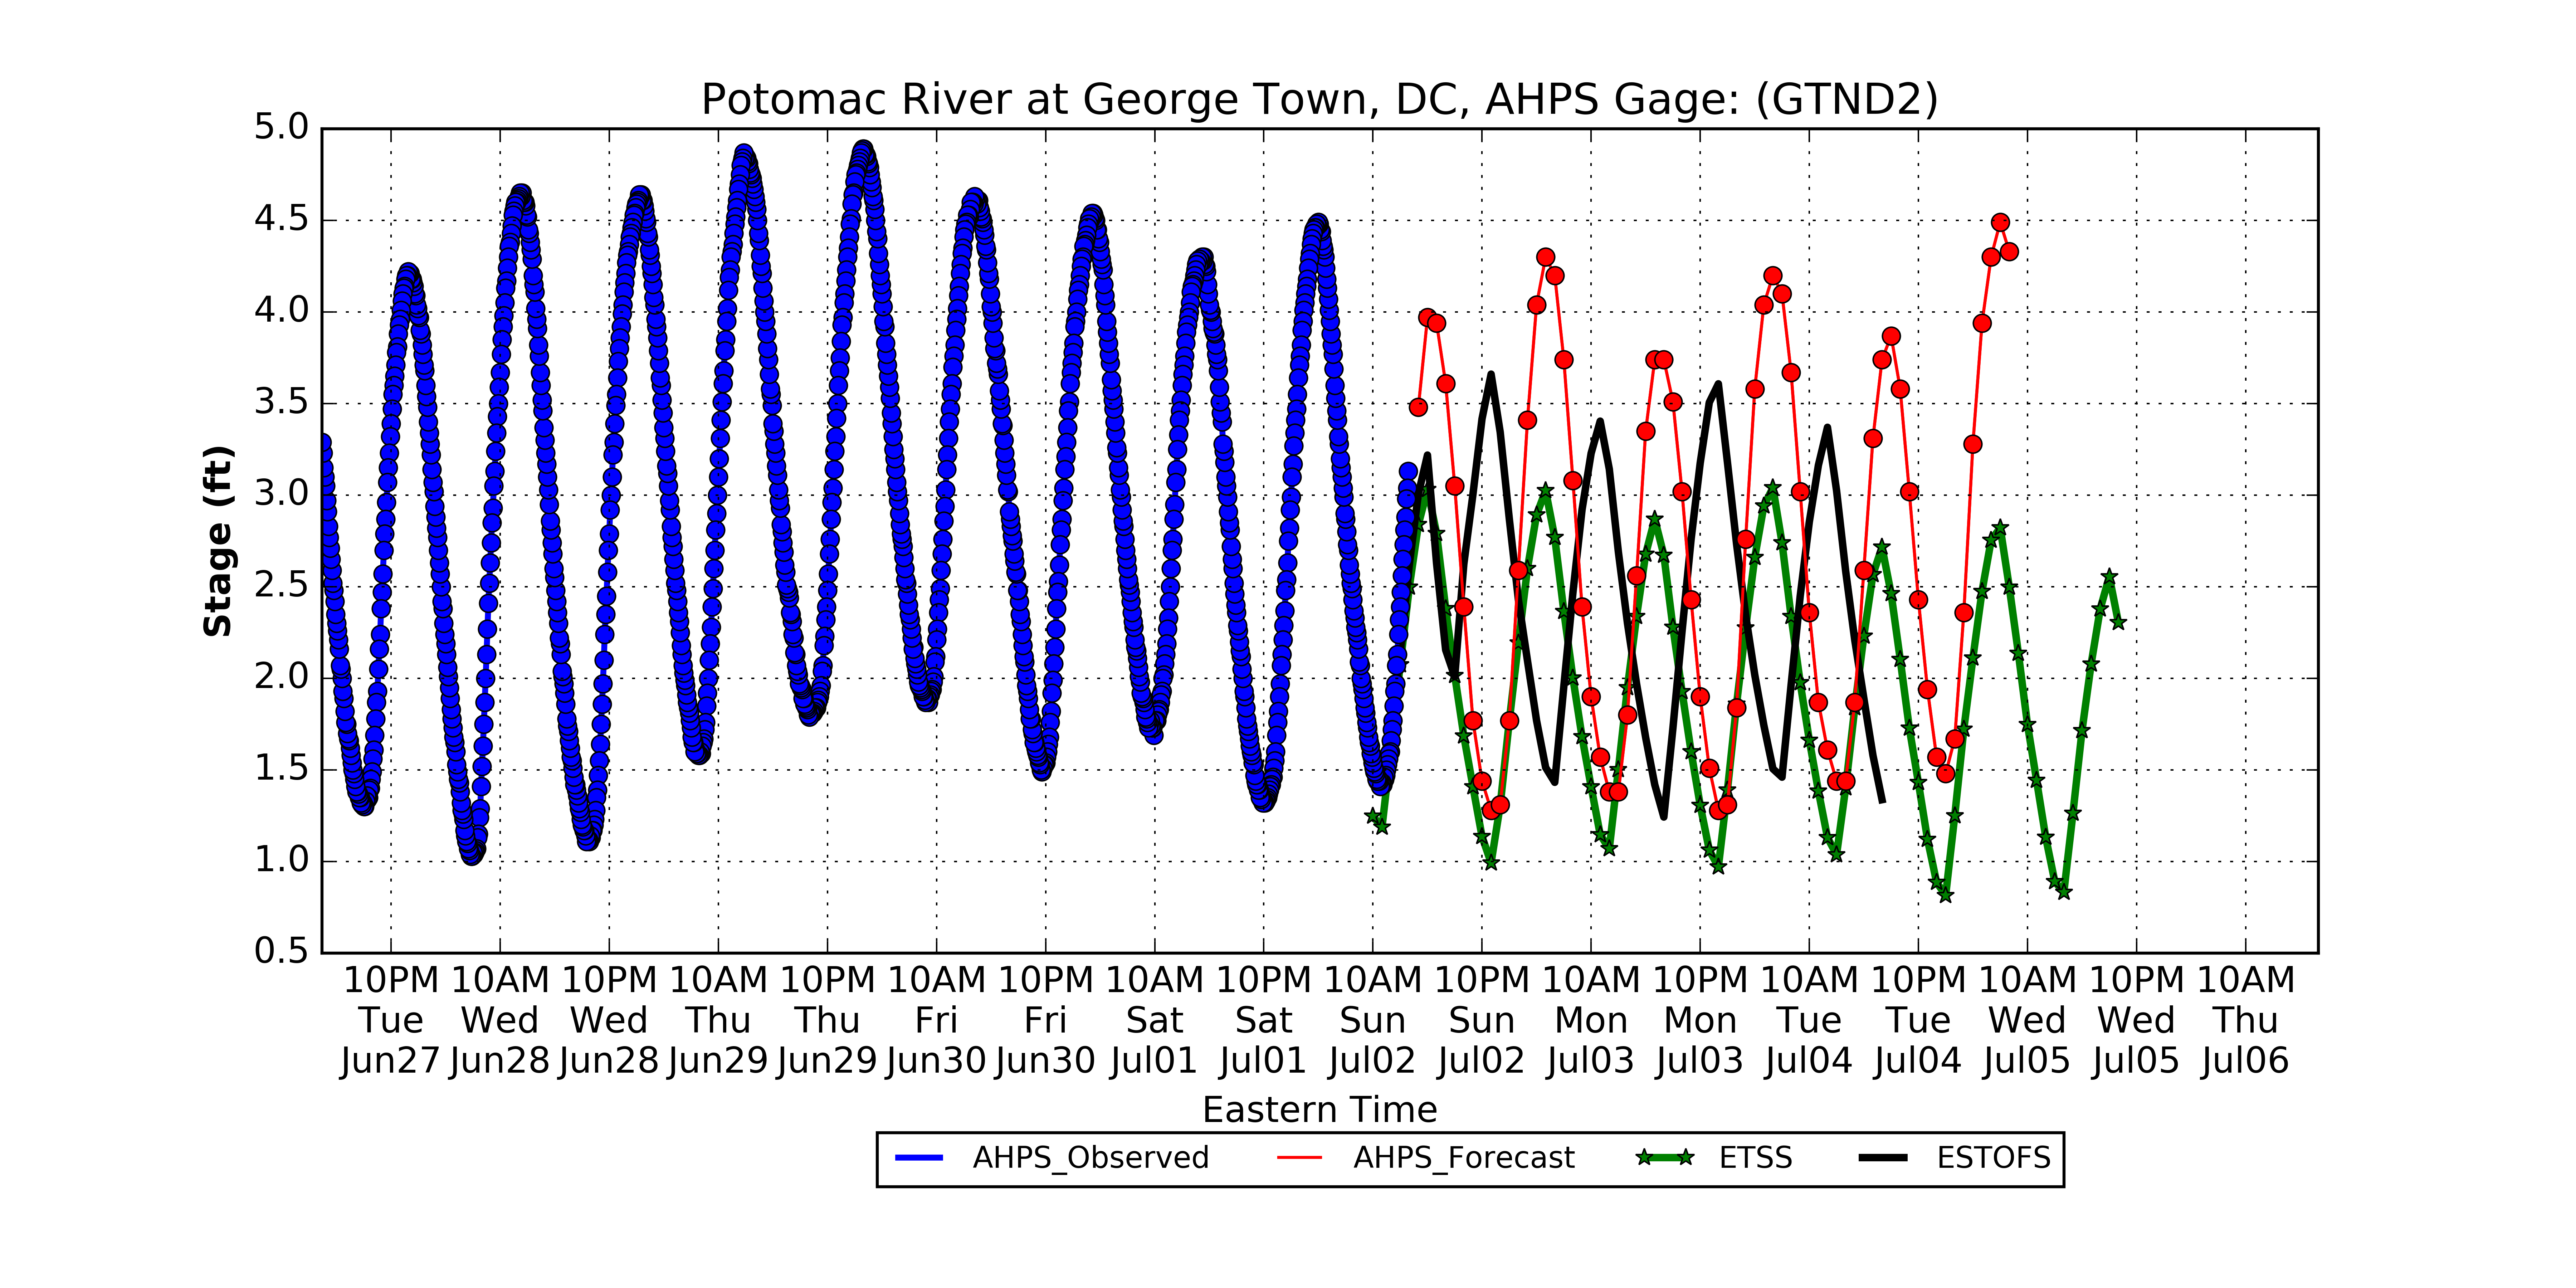 Potomac River at George Town, DC, AHPS Gage: (GTND2)
5.0
4.5
4.0
3.5
3.0
2.5
2.0
1.5
1.0
0.5
Stage (ft)
10PM 10AM 10PM 10AM 10PM 10AM 10PM 10AM 10PM 10AM 10PM 10AM 10PM 10AM 10PM 10AM 10PM 10AM
Tue Wed Wed Thu Thu Fri Fri Sat Sat Sun Sun Mon Mon Tue Tue Wed Wed Thu
Jun27 Jun28 Jun28 Jun29 Jun29 Jun30 Jun30 Jul01 Jul01 Jul02 Jul02 Jul03 Jul03 Jul04 Jul04 Jul05 Jul05 Jul06
Eastern Time
AHPS_Observed AHPS_Forecast ETSS ESTOFS